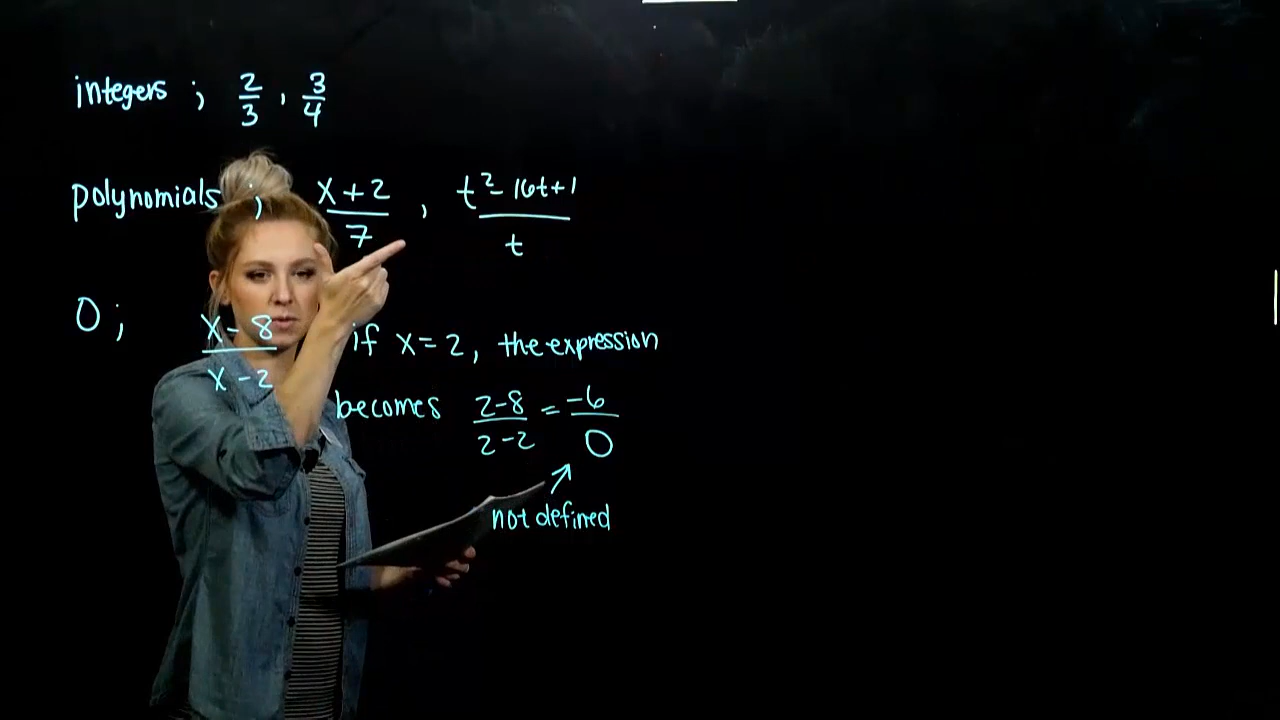 integers ; 2/3 , 3/4
polynomials ; x+2/7 , t²-16t+1/t
0 ; x-8/x-2 if x=2, the expression
becomes 2-8/2-2 = -6/0
not defined